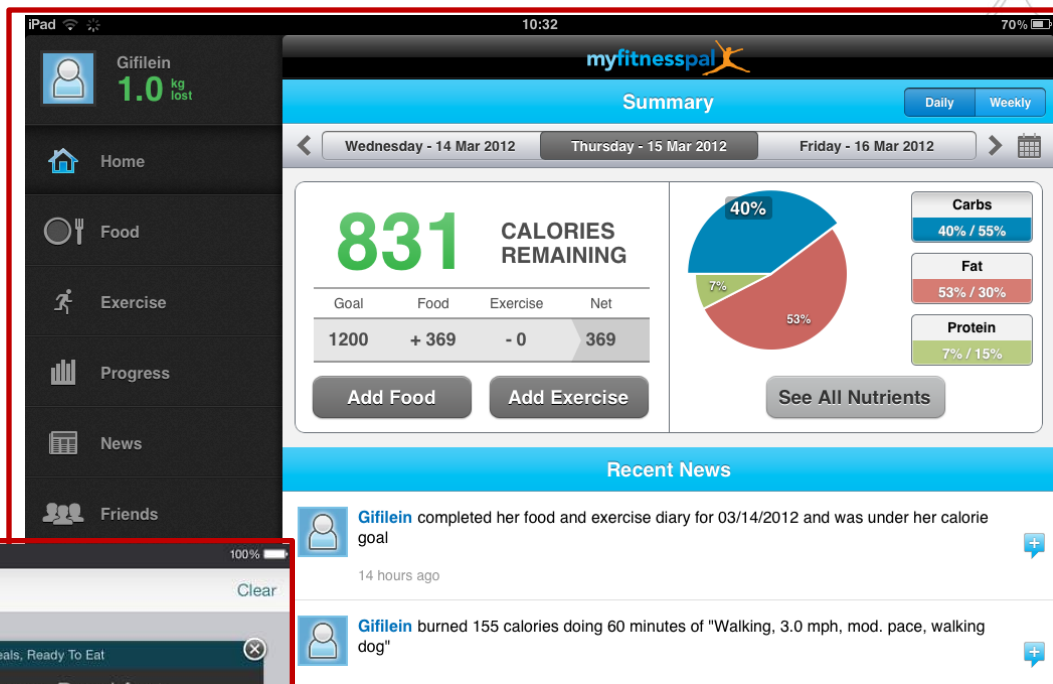 iPad 10:32 70%
Gifilein
1.0 kg lost
Home
Food
Exercise
Progress
News
Friends
myfitnesspal
Summary
Daily Weekly
Wednesday - 14 Mar 2012 Thursday - 15 Mar 2012 Friday - 16 Mar 2012
831 CALORIES
REMAINING
Goal Food Exercise Net
1200 + 369 - 0 369
Add Food Add Exercise
40%
7%
53%
Carbs
40% / 55%
Fat
53% / 30%
Protein
7% / 15%
See All Nutrients
Recent News
Gifilein completed her food and exercise diary for 03/14/2012 and was under her calorie
goal
14 hours ago
Gifilein burned 155 calories doing 60 minutes of "Walking, 3.0 mph, mod. pace, walking
dog"
100%
Clear
Ready To Eat